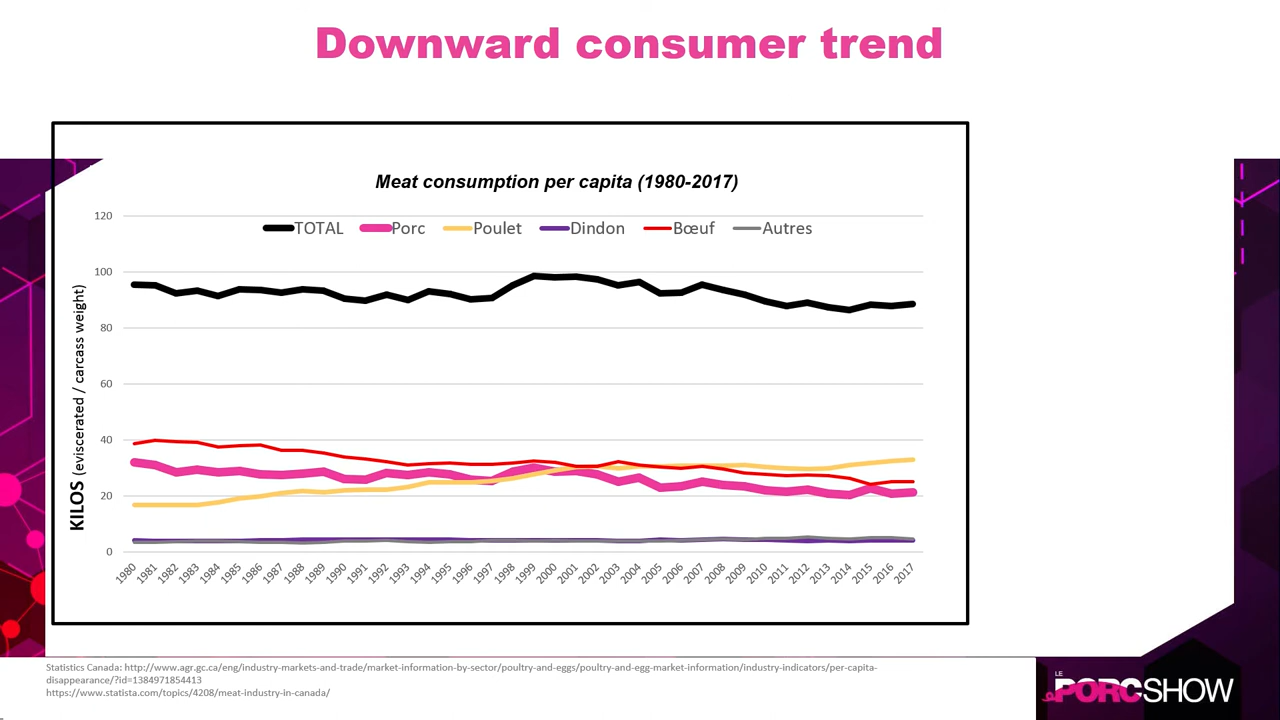 Downward consumer trend
Meat consumption per capita (1980-2017)
TOTAL Porc Poulet Dindon Bœuf Autres
KILOS (eviscerated / carcass weight)
120
100
80
60
40
20
0
1980 1981 1982 1983 1984 1985 1986 1987 1988 1989 1990 1991 1992 1993 1994 1995 1996 1997 1998 1999 2000 2001 2002 2003 2004 2005 2006 2007 2008 2009 2010 2011 2012 2013 2014 2015 2016 2017
Statistics Canada: http://www.agr.gc.ca/eng/industry-markets-and-trade/market-information-by-sector/poultry-and-eggs/poultry-and-egg-market-information/industry-indicators/per-capita-
disappearance/?id=1384971854413
https://www.statista.com/topics/4208/meat-industry-in-canada/
LE
PORCSHOW